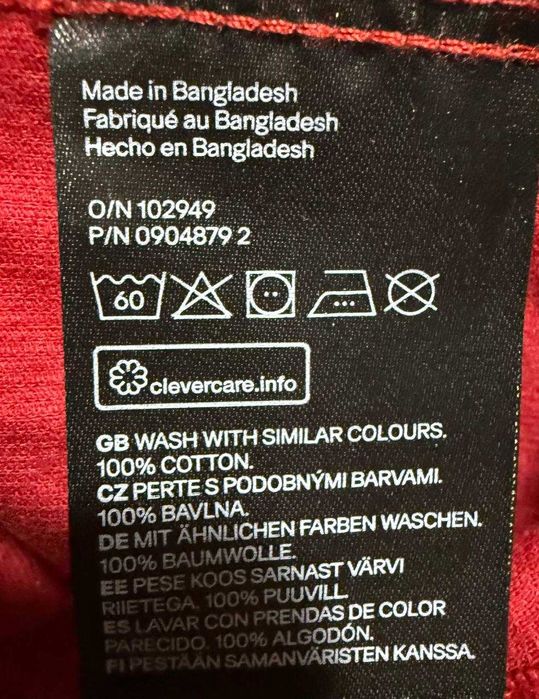 Made in Bangladesh
Fabriqué au Bangladesh
Hecho en Bangladesh
O/N 102949
P/N 0904879 2
60
clevercare.info
GB WASH WITH SIMILAR COLOURS.
100% COTTON.
CZ PERTE S PODOBNÝMI BARVAMI.
100% BAVLNA.
DE MIT ÄHNLICHEN FARBEN WASCHEN.
100% BAUMWOLLE.
EE PESE KOOS SARNAST VÄRVI
RIIETEGA. 100% PUUVILL.
ES LAVAR CON PRENDAS DE COLOR
PARECIDO. 100% ALGODÓN.
FI PESTÄÄN SAMANVÄRISTEN KANSSA.